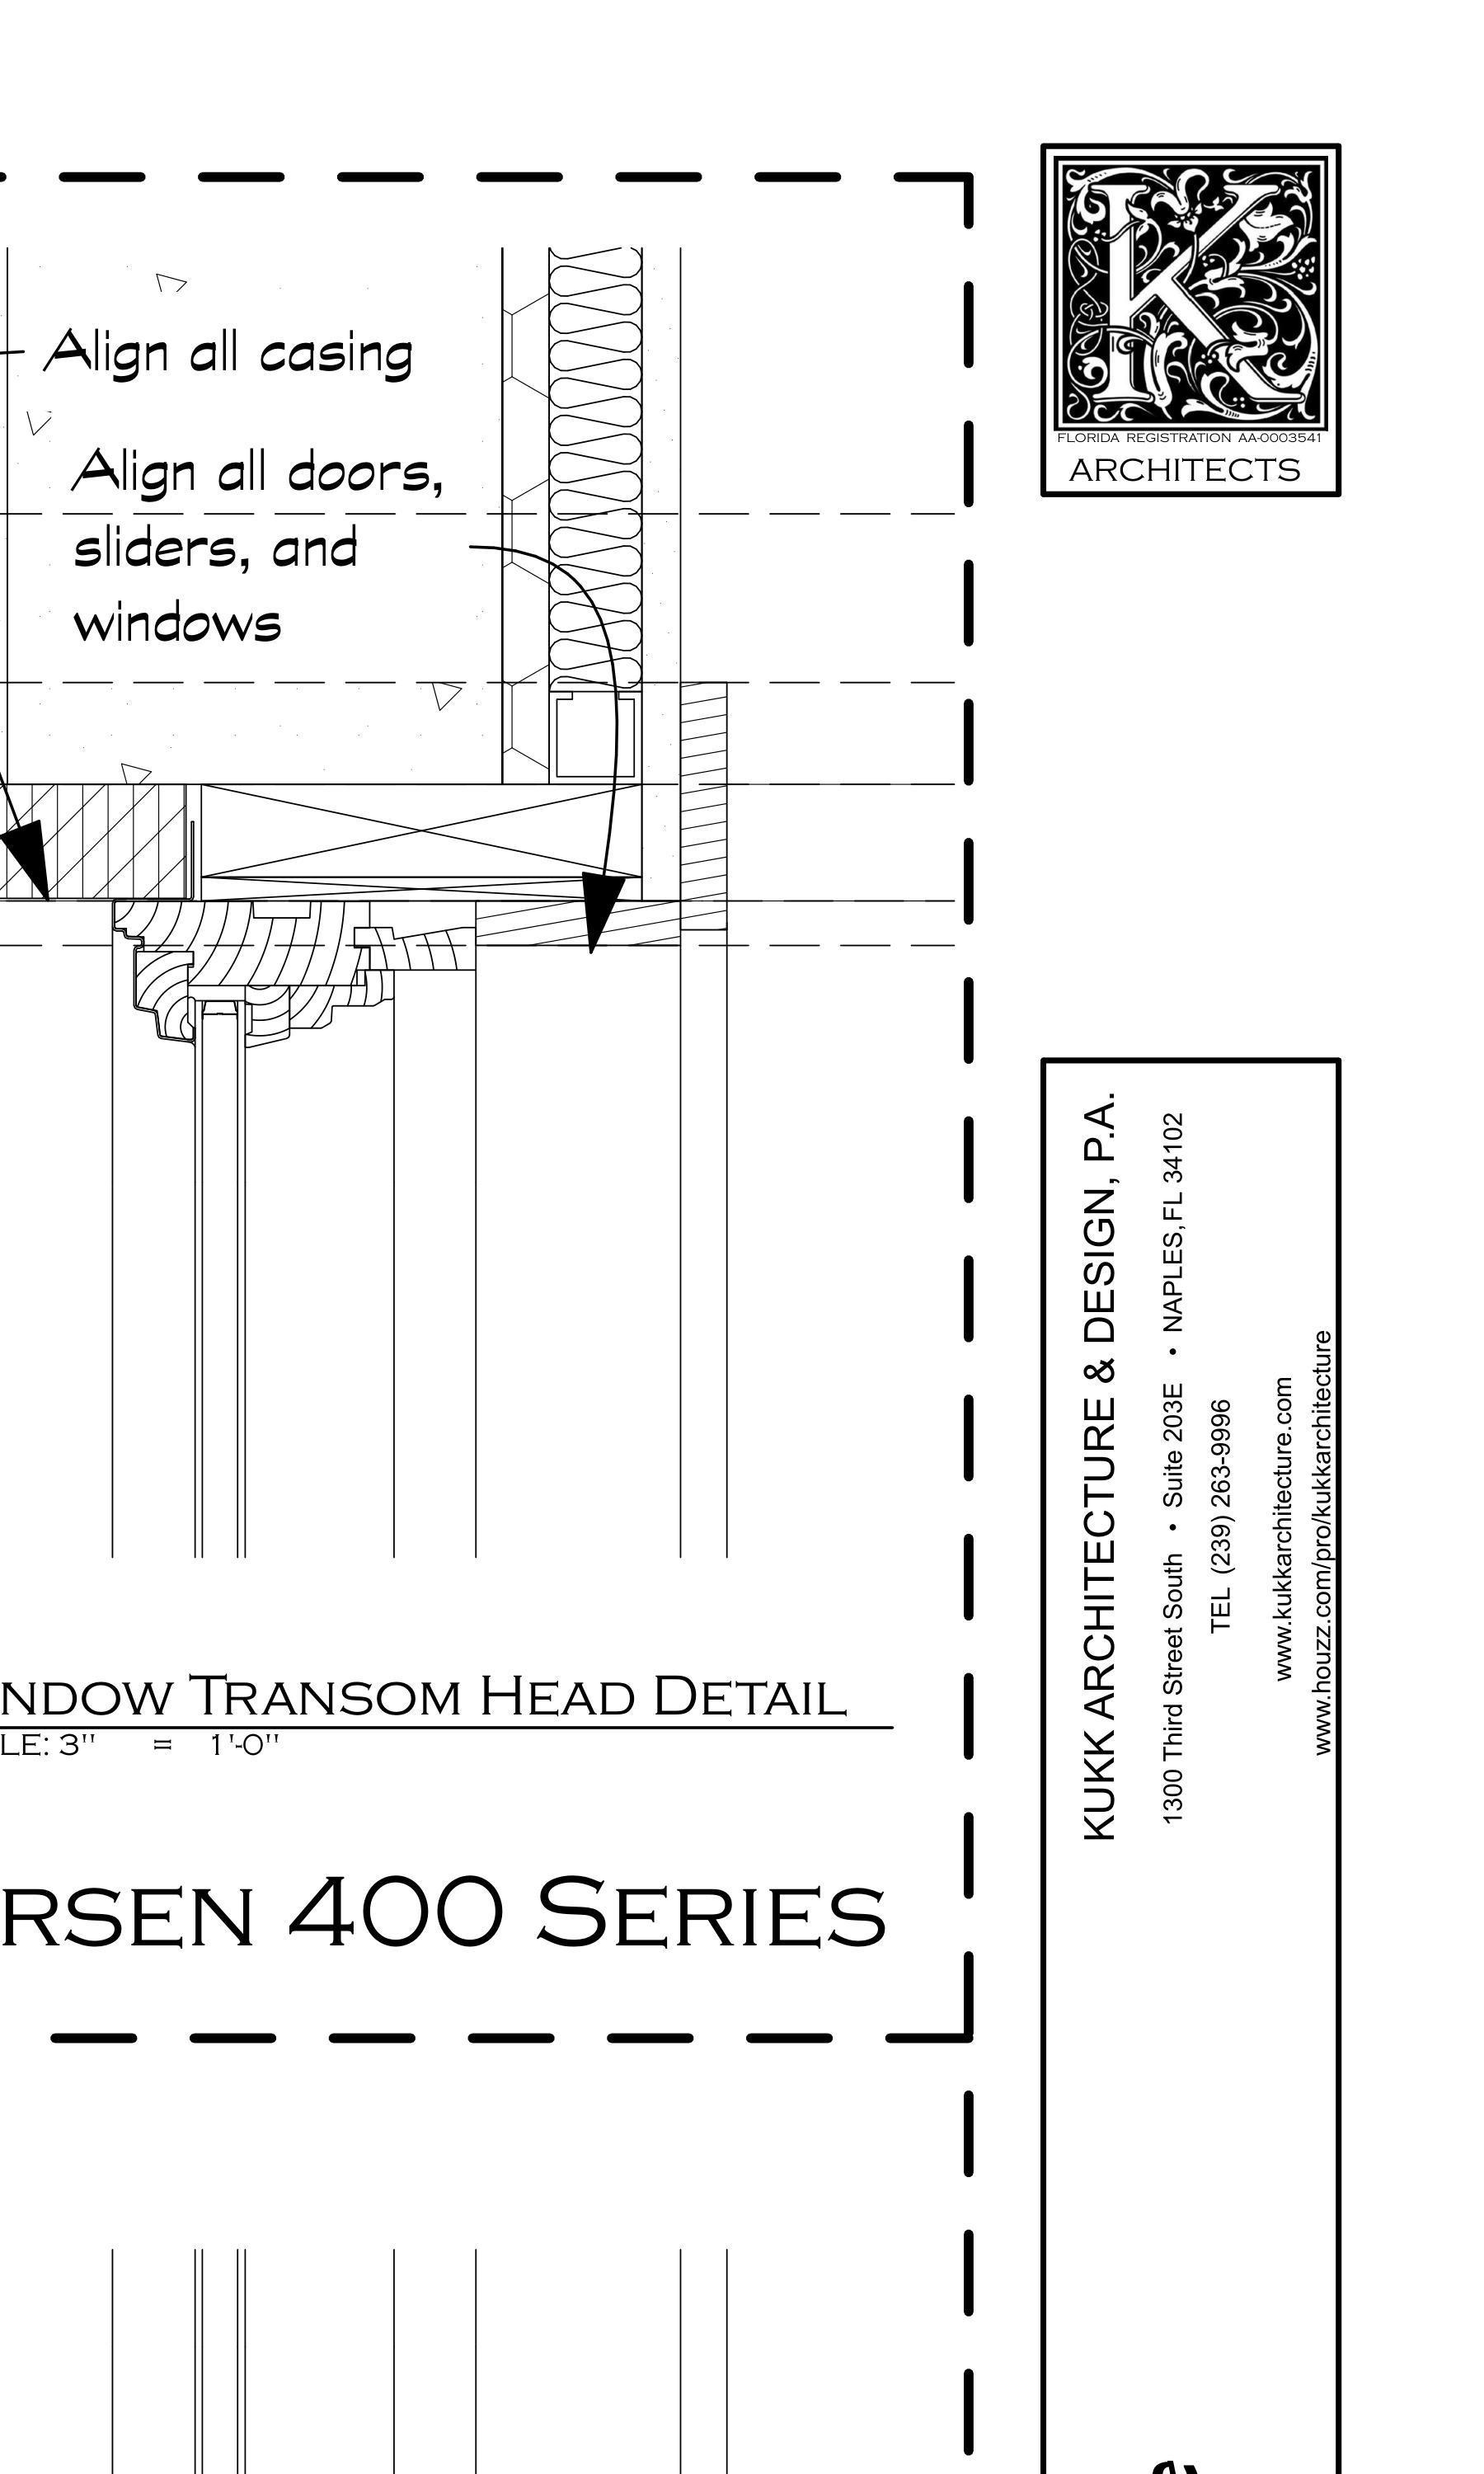 Align all casing
Align all doors,
sliders, and
windows
NDOW TRANSOM HEAD DETAIL
LE: 3" = 1'-0"
RSEN 400 SERIES
K
FLORIDA REGISTRATION AA-0003541
ARCHITECTS
KUKK ARCHITECTURE & DESIGN, P.A.
1300 Third Street South • Suite 203E • NAPLES, FL 34102
TEL (239) 263-9996
www.kukkarchitecture.com
www.houzz.com/pro/kukkarchitecture